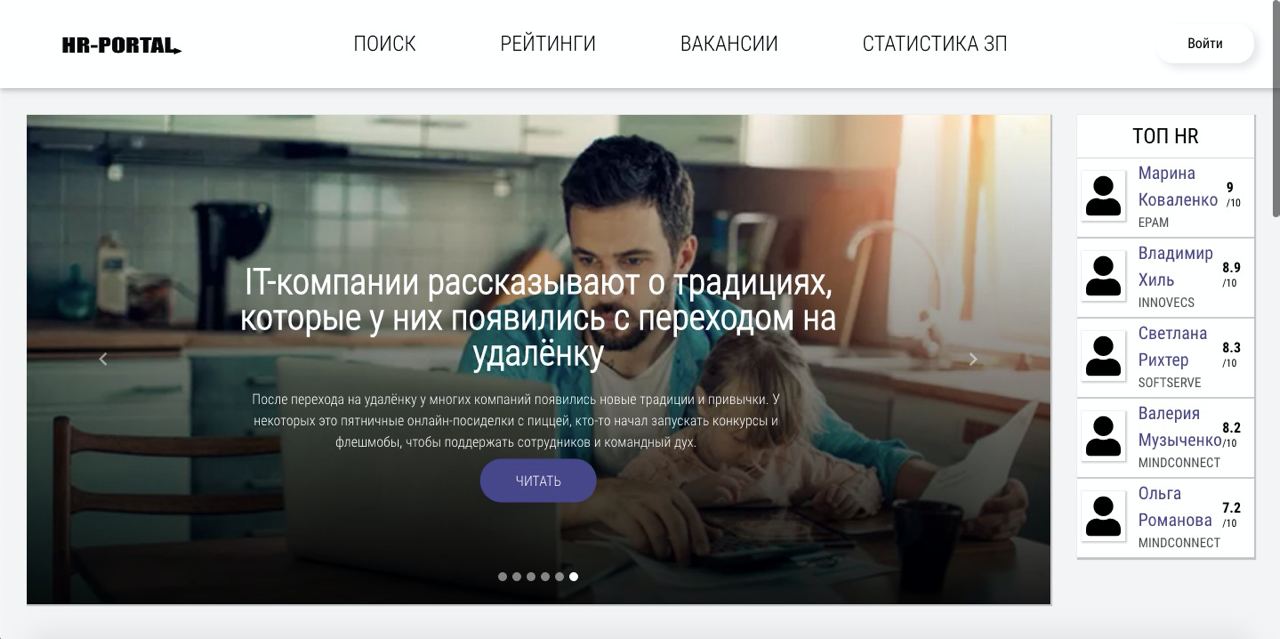 HR-PORTAL
ПОИСК
РЕЙТИНГИ
ВАКАНСИИ
СТАТИСТИКА ЗП
Войти
IT-компании рассказывают о традициях,
которые у них появились с переходом на
удалёнку
После перехода на удалёнку у многих компаний появились новые традиции и привычки. У
некоторых это пятничные онлайн-посиделки с пиццей, кто-то начал запускать конкурсы и
флешмобы, чтобы поддержать сотрудников и командный дух.
ЧИТАТЬ
ТОП HR
Марина
Коваленко
EPAM
9
/10
Владимир
Хиль
INNOVECS
8.9
/10
Светлана
Рихтер
SOFTSERVE
8.3
/10
Валерия
Музыченко
MINDCONNECT
8.2
/10
Ольга
Романова
MINDCONNECT
7.2
/10